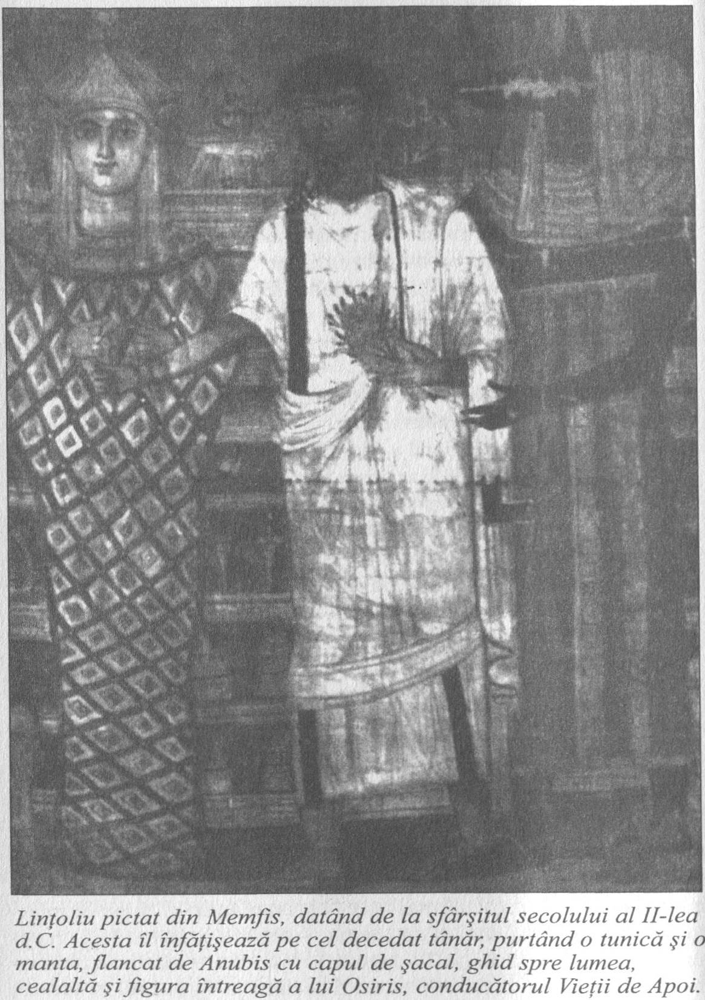 Linţoliu pictat din Memfis, datând de la sfârşitul secolului al II-lea
d.C. Acesta îl înfăţişează pe cel decedat tânăr, purtând o tunică şi o
manta, flancat de Anubis cu capul de şacal, ghid spre lumea,
cealaltă şi figura întreagă a lui Osiris, conducătorul Vieţii de Apoi.